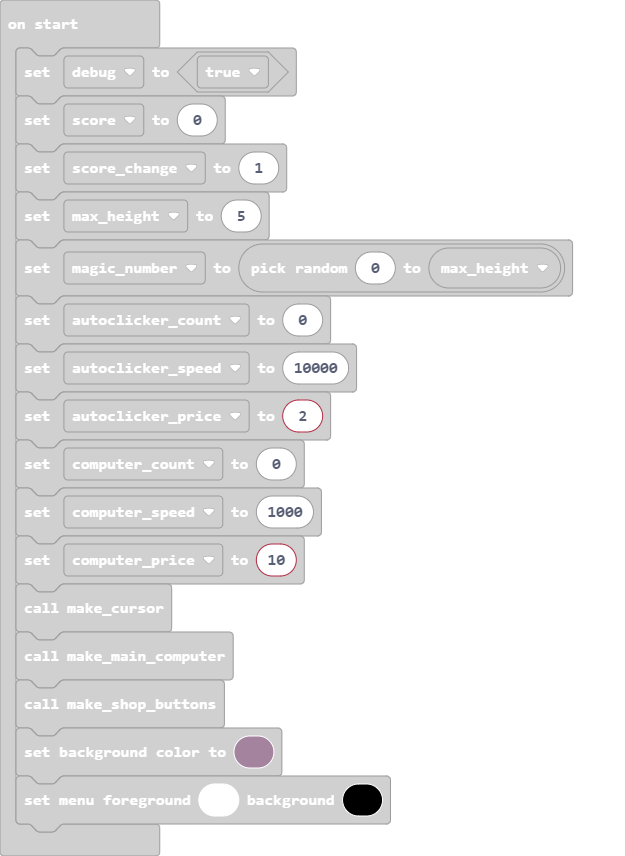 on start
set debug to true
set score to 0
set score_change to 1
set max_height to 5
set magic_number to pick random 0 to max_height
set autoclicker_count to 0
set autoclicker_speed to 10000
set autoclicker_price to 2
set computer_count to 0
set computer_speed to 1000
set computer_price to 10
call make_cursor
call make_main_computer
call make_shop_buttons
set background color to
set menu foreground background